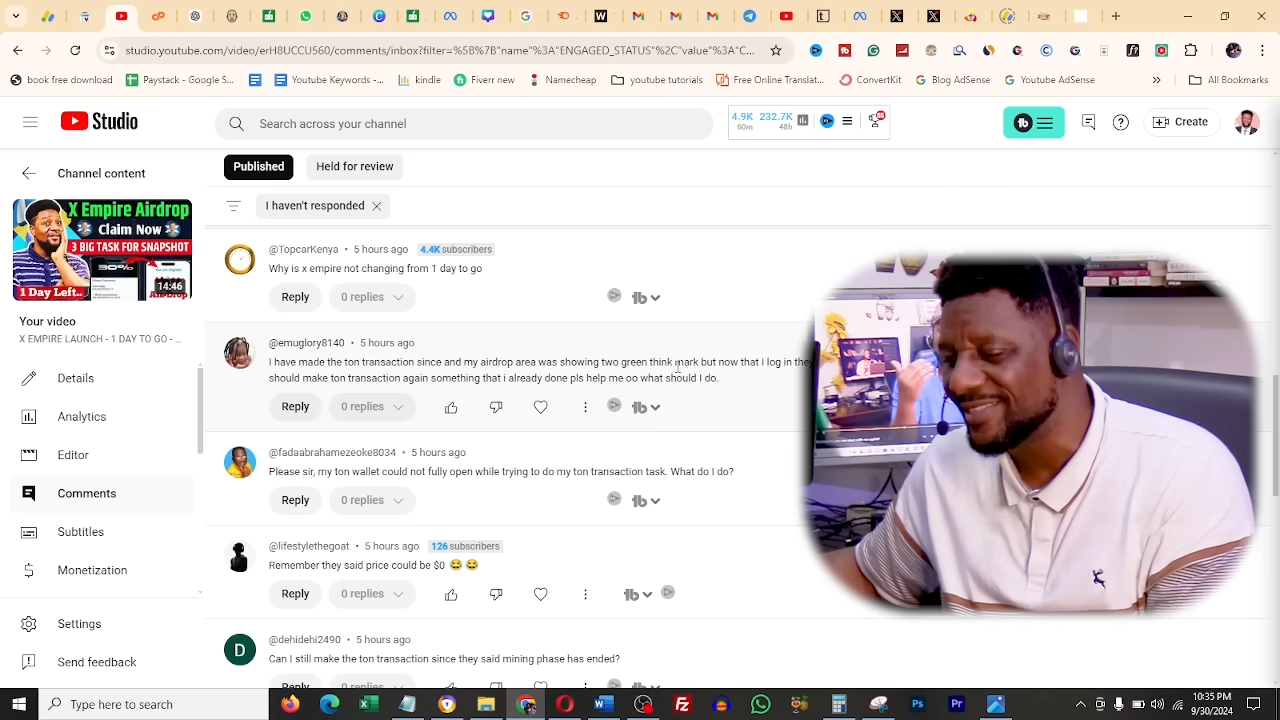 studio.youtube.com/video/erH8UCCU560/comments/inbox?filter=%5B%7B"name"%3A"ENGAGED_STATUS"%2C"value"%3A"C...
book free download
Paystack - Google S...
Youtube Keywords -...
kindle
Fiverr new
Namecheap
youtube tutorials
Free Online Translat...
ConvertKit
Blog AdSense
Youtube AdSense
»
All Bookmarks
Studio
Search across your channel
4.9K 232.7K
60m 48h
Create
Channel content
Published
Held for review
I haven't responded
X Empire Airdrop
Claim Now
3 BIG TASK FOR SNAPSHOT
1 Day Left..
14:46
Your video
X EMPIRE LAUNCH - 1 DAY TO GO - ...
Details
Analytics
Editor
Comments
Subtitles
Monetization
Settings
Send feedback
@TopcarKenya • 5 hours ago 4.4K subscribers
Why is x empire not changing from 1 day to go
Reply 0 replies
@emuglory8140 • 5 hours ago
I have made the ton transaction since and my airdrop area was showing two green think mark but now that I log in they
should make ton transaction again something that i already done pls help me oo what should I do.
Reply 0 replies
@fadaabrahamezeoke8034 • 5 hours ago
Please sir, my ton wallet could not fully open while trying to do my ton transaction task. What do I do?
Reply 0 replies
@lifestylethegoat • 5 hours ago 126 subscribers
Remember they said price could be $0 😂 😂
Reply 0 replies
D
@dehidehi2490 • 5 hours ago
Can I still make the ton transaction since they said mining phase has ended?
Reply 0 replies
Type here to search
10:35 PM
9/30/2024